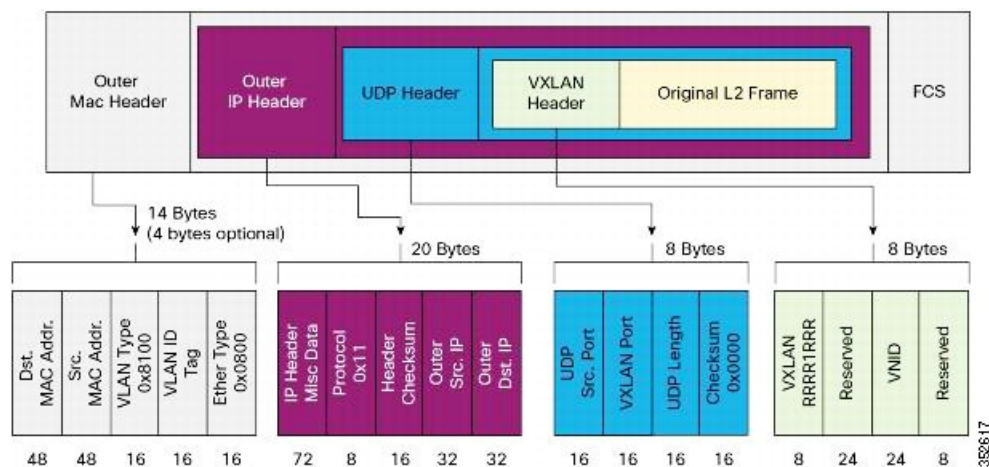 Outer
Mac Header
Outer
IP Header
UDP Header
VXLAN
Header
Original L2 Frame
FCS
14 Bytes
(4 bytes optional)
20 Bytes
8 Bytes
8 Bytes
Dst.
MAC Addr.
Src.
MAC Addr.
VLAN Type
0x8100
VLAN ID
Tag
Ether Type
0x0800
IP Header
Misc Data
Protocol
0x11
Header
Checksum
Outer
Src. IP
Outer
Dst. IP
UDP
Src. Port
VXLAN Port
UDP Length
Checksum
0x0000
VXLAN
RRRR1RRR
Reserved
VNID
Reserved
48 48 16 16 16
72 8 16 32 32
16 16 16 16
8 24 24 8
352617